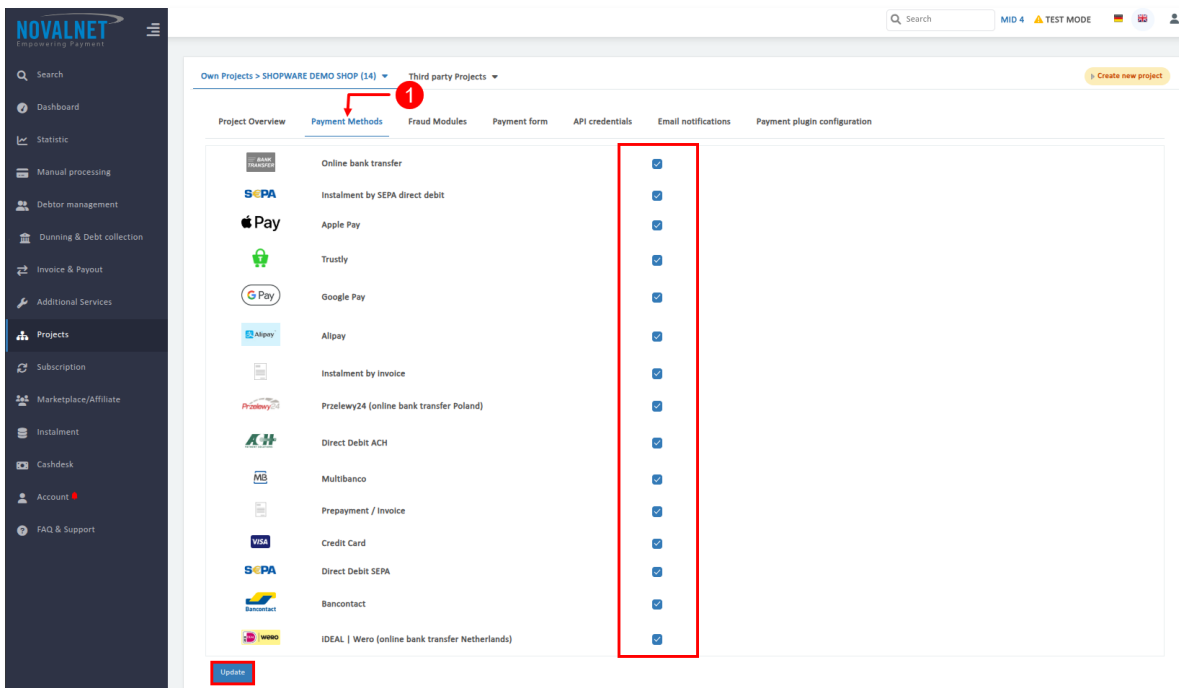 NOVALNET
Empowering Payment
Search
MID 4
TEST MODE
Search
Dashboard
Statistic
Manual processing
Debtor management
Dunning & Debt collection
Invoice & Payout
Additional Services
Projects
Subscription
Marketplace/Affiliate
Instalment
Cashdesk
Account
FAQ & Support
Own Projects > SHOPWARE DEMO SHOP (14)
Third party Projects
Create new project
1
Project Overview
Payment Methods
Fraud Modules
Payment form
API credentials
Email notifications
Payment plugin configuration
BANK
TRANSFER
Online bank transfer
SEPA
Instalment by SEPA direct debit
Pay
Apple Pay
Trustly
G Pay
Google Pay
Alipay
Alipay
Instalment by invoice
Przelewy24
Przelewy24 (online bank transfer Poland)
ACH
Direct Debit ACH
MB
Multibanco
Prepayment / Invoice
VISA
Credit Card
SEPA
Direct Debit SEPA
Bancontact
Bancontact
wero
IDEAL | Wero (online bank transfer Netherlands)
Update